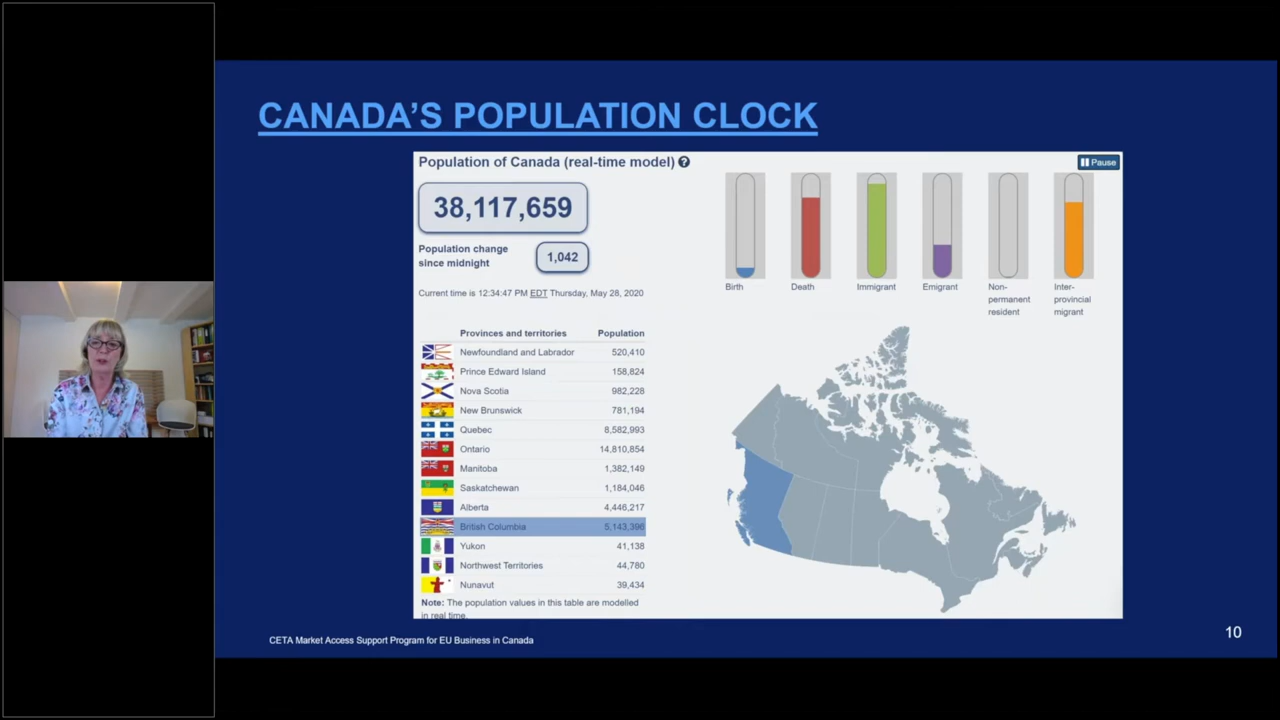 CANADA'S POPULATION CLOCK
Population of Canada (real-time model) ?
Pause
38,117,659
Population change
since midnight
1,042
Current time is 12:34:47 PM EDT Thursday, May 28, 2020
Birth
Death
Immigrant
Emigrant
Non-
permanent
resident
Inter-
provincial
migrant
Provinces and territories Population
Newfoundland and Labrador 520,410
Prince Edward Island 158,824
Nova Scotia 982,228
New Brunswick 781,194
Quebec 8,582,993
Ontario 14,810,854
Manitoba 1,382,149
Saskatchewan 1,184,046
Alberta 4,446,217
British Columbia 5,143,396
Yukon 41,138
Northwest Territories 44,780
Nunavut 39,434
Note: The population values in this table are modelled
in real time.
CETA Market Access Support Program for EU Business in Canada
10